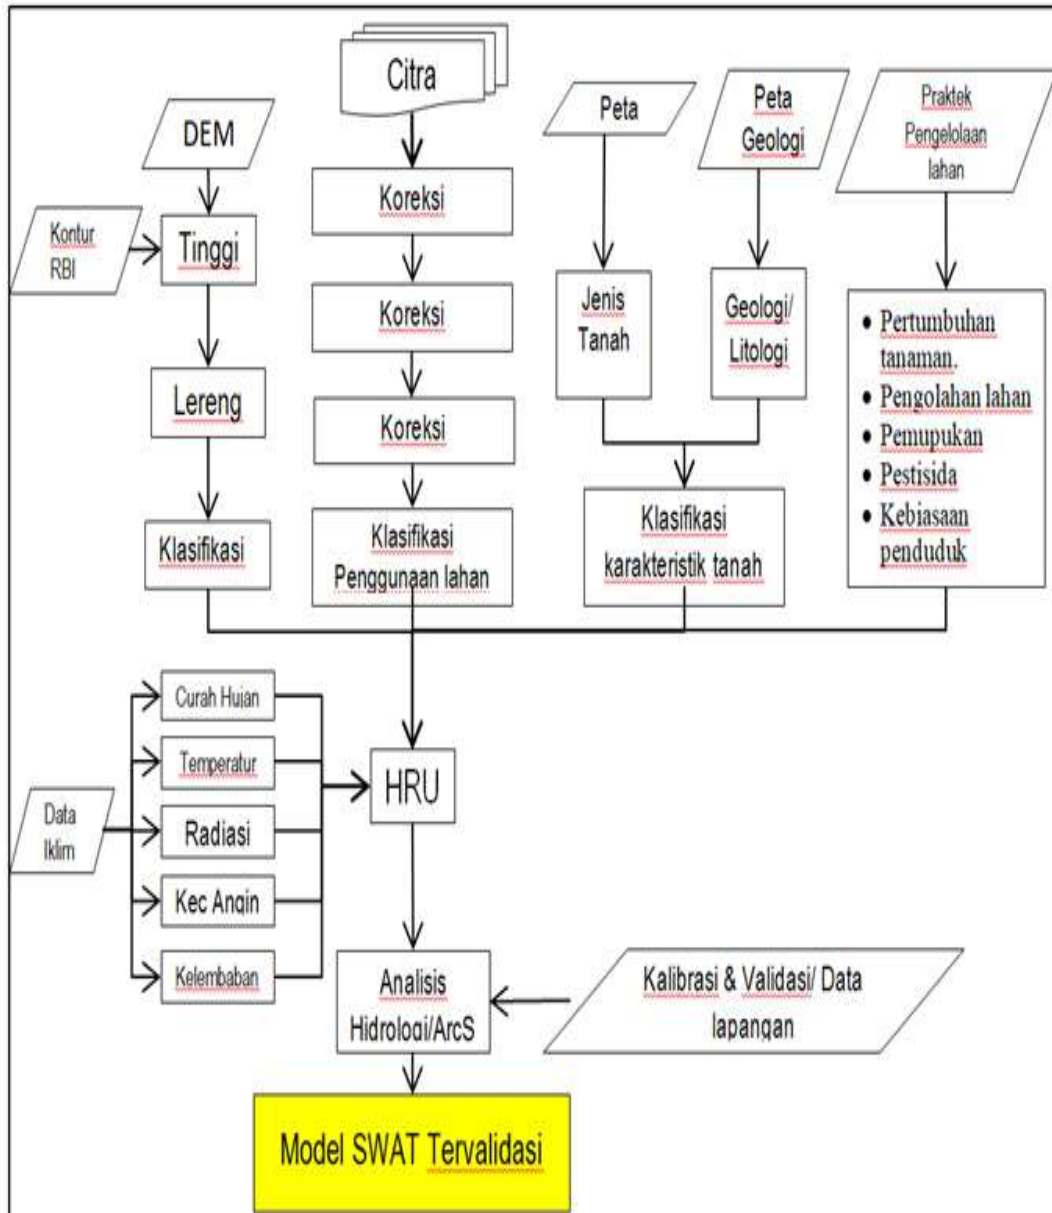 Citra
DEM
Peta
Peta
Geologi
Praktek
Pengelolaan
lahan
Kontur
RBI
Tinggi
Koreksi
Koreksi
Koreksi
Jenis
Tanah
Geologi/
Litologi
• Pertumbuhan
tanaman.
• Pengolahan lahan
• Pemupukan
• Pestisida
• Kebiasaan
penduduk
Lereng
Klasifikasi
Klasifikasi
Penggunaan lahan
Klasifikasi
karakteristik tanah
Data
Iklim
Curah Hujan
Temperatur
Radiasi
Kec Angin
Kelembaban
HRU
Analisis
Hidrologi/ArcS
Kalibrasi & Validasi/ Data
lapangan
Model SWAT Tervalidasi